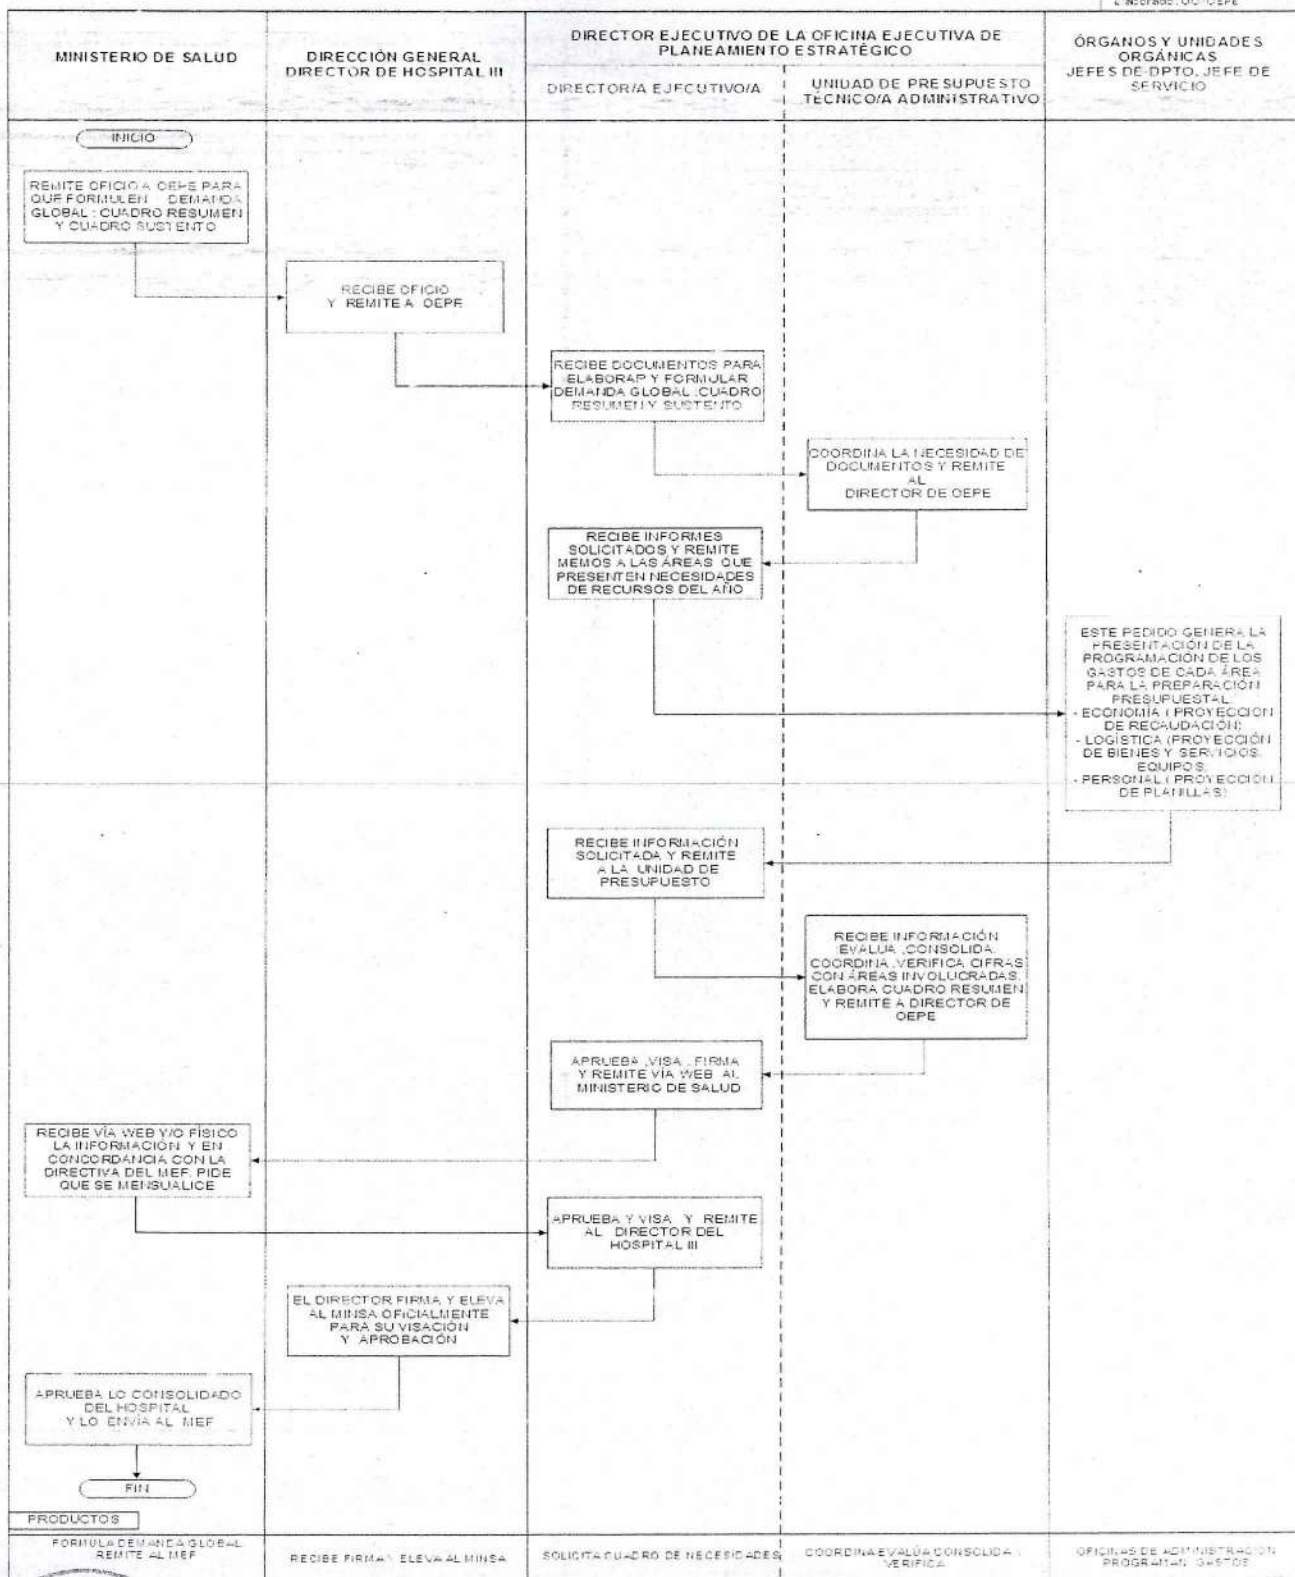 Elaborado: UO-OEPE
MINISTERIO DE SALUD
DIRECCIÓN GENERAL
DIRECTOR DE HOSPITAL III
DIRECTOR EJECUTIVO DE LA OFICINA EJECUTIVA DE
PLANEAMIENTO ESTRATÉGICO
DIRECTOR/A EJECUTIVO/A
UNIDAD DE PRESUPUESTO
TÉCNICO/A ADMINISTRATIVO
ÓRGANOS Y UNIDADES
ORGÁNICAS
JEFES DE DPTO, JEFE DE
SERVICIO
INICIO
REMITE OFICIO A OEPE PARA
QUE FORMULEN DEMANDA
GLOBAL : CUADRO RESUMEN
Y CUADRO SUSTENTO
RECIBE OFICIO
Y REMITE A OEPE
RECIBE DOCUMENTOS PARA
ELABORAR Y FORMULAR
DEMANDA GLOBAL :CUADRO
RESUMEN Y SUSTENTO
COORDINA LA NECESIDAD DE
DOCUMENTOS Y REMITE
AL
DIRECTOR DE OEPE
RECIBE INFORMES
SOLICITADOS Y REMITE
MEMOS A LAS ÁREAS QUE
PRESENTEN NECESIDADES
DE RECURSOS DEL AÑO
ESTE PEDIDO GENERA LA
PRESENTACIÓN DE LA
PROGRAMACIÓN DE LOS
GASTOS DE CADA ÁREA
PARA LA PREPARACIÓN
PRESUPUESTAL
- ECONOMÍA ( PROYECCIÓN
DE RECAUDACIÓN)
- LOGÍSTICA (PROYECCIÓN
DE BIENES Y SERVICIOS,
EQUIPOS,
- PERSONAL ( PROYECCIÓN
DE PLANILLAS)
RECIBE INFORMACIÓN
SOLICITADA Y REMITE
A LA UNIDAD DE
PRESUPUESTO
RECIBE INFORMACIÓN
,EVALUA ,CONSOLIDA,
COORDINA ,VERIFICA CIFRAS
CON ÁREAS INVOLUCRADAS,
ELABORA CUADRO RESUMEN
Y REMITE A DIRECTOR DE
OEPE
APRUEBA ,VISA , FIRMA
Y REMITE VÍA WEB AL
MINISTERIO DE SALUD
RECIBE VÍA WEB Y/O FÍSICO
LA INFORMACIÓN Y EN
CONCORDANCIA CON LA
DIRECTIVA DEL MEF, PIDE
QUE SE MENSUALICE
APRUEBA Y VISA Y REMITE
AL DIRECTOR DEL
HOSPITAL III
EL DIRECTOR FIRMA Y ELEVA
AL MINSA OFICIALMENTE
PARA SU VISACIÓN
Y APROBACIÓN
APRUEBA LO CONSOLIDADO
DEL HOSPITAL
Y LO ENVÍA AL MEF
FIN
PRODUCTOS
FORMULA DEMANDA GLOBAL
REMITE AL MEF
RECIBE FIRMA Y ELEVA AL MINSA
SOLICITA CUADRO DE NECESIDADES
COORDINA EVALÚA CONSOLIDA Y
VERIFICA
OFICINAS DE ADMINISTRACIÓN
PROGRAMAN GASTOS